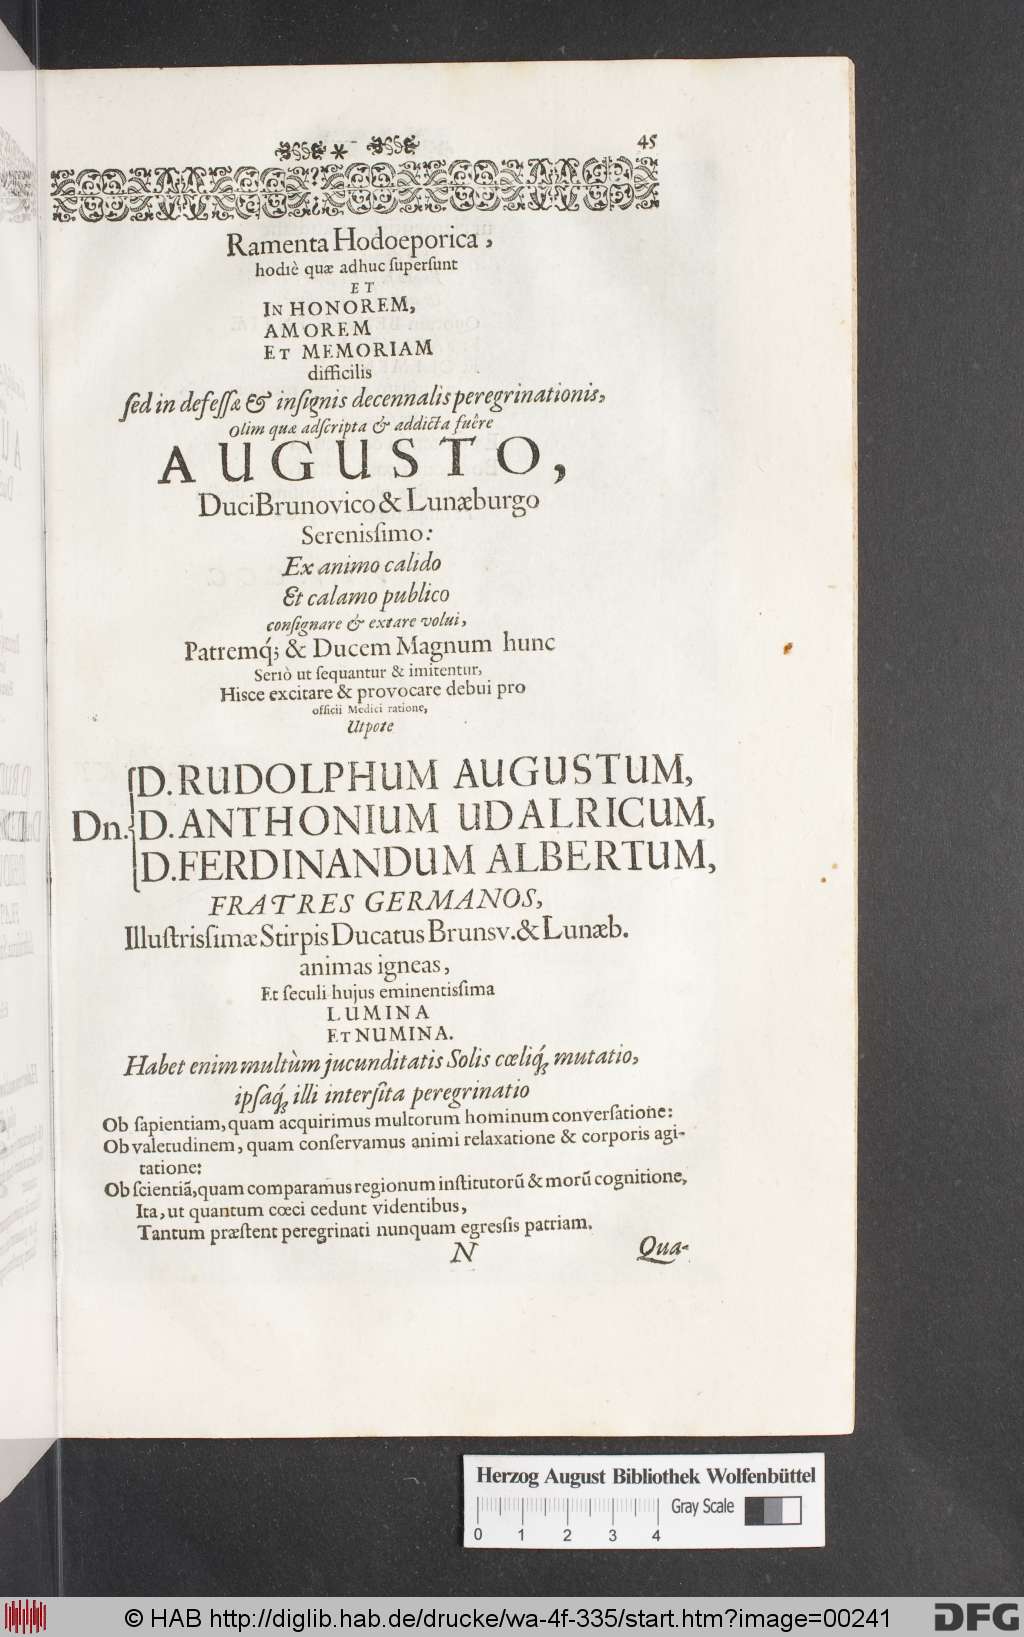 45
Ramenta Hodoeporica,
hodiè quæ adhuc ſuperſunt
ET
IN HONOREM,
AMOREM
ET MEMORIAM
difficilis
ſed in defeſſæ & inſignis decennalis peregrinationis,
olim quæ adſcripta & addicta fuêre
AUGUSTO,
Duci Brunovico & Lunæburgo
Sereniſſimo:
Ex animo calido
Et calamo publico
conſignare & extare volui,
Patremq́; & Ducem Magnum hunc
Seriò ut ſequantur & imitentur,
Hisce excitare & provocare debui pro
officii Medici ratione,
Utpote
D. RUDOLPHUM AUGUSTUM,
Dn. D. ANTHONIUM UDALRICUM,
D. FERDINANDUM ALBERTUM,
FRATRES GERMANOS,
Illuſtrisſimæ Stirpis Ducatus Brunsv. & Lunæb.
animas igneas,
Et ſeculi hujus eminentisſima
LUMINA
ET NUMINA.
Habet enim multùm jucunditatis Solis cœliq́; mutatio,
ipſaq́; illi interſita peregrinatio
Ob ſapientiam, quam acquirimus multorum hominum converſatione:
Ob valetudinem, quam conſervamus animi relaxatione & corporis agi-
tatione:
Ob ſcientiã, quam comparamus regionum inſtitutorũ & morũ cognitione,
Ita, ut quantum cœci cedunt videntibus,
Tantum præſtent peregrinati nunquam egresſis patriam.
N Qua-
Herzog August Bibliothek Wolfenbüttel
Gray Scale
0 1 2 3 4
© HAB http://diglib.hab.de/drucke/wa-4f-335/start.htm?image=00241
DFG